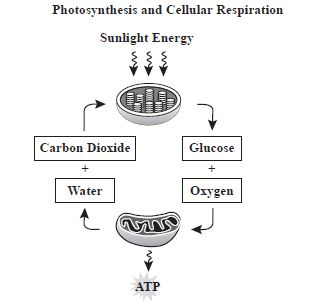 Photosynthesis and Cellular Respiration
Sunlight Energy
Carbon Dioxide
+
Water
Glucose
+
Oxygen
ATP